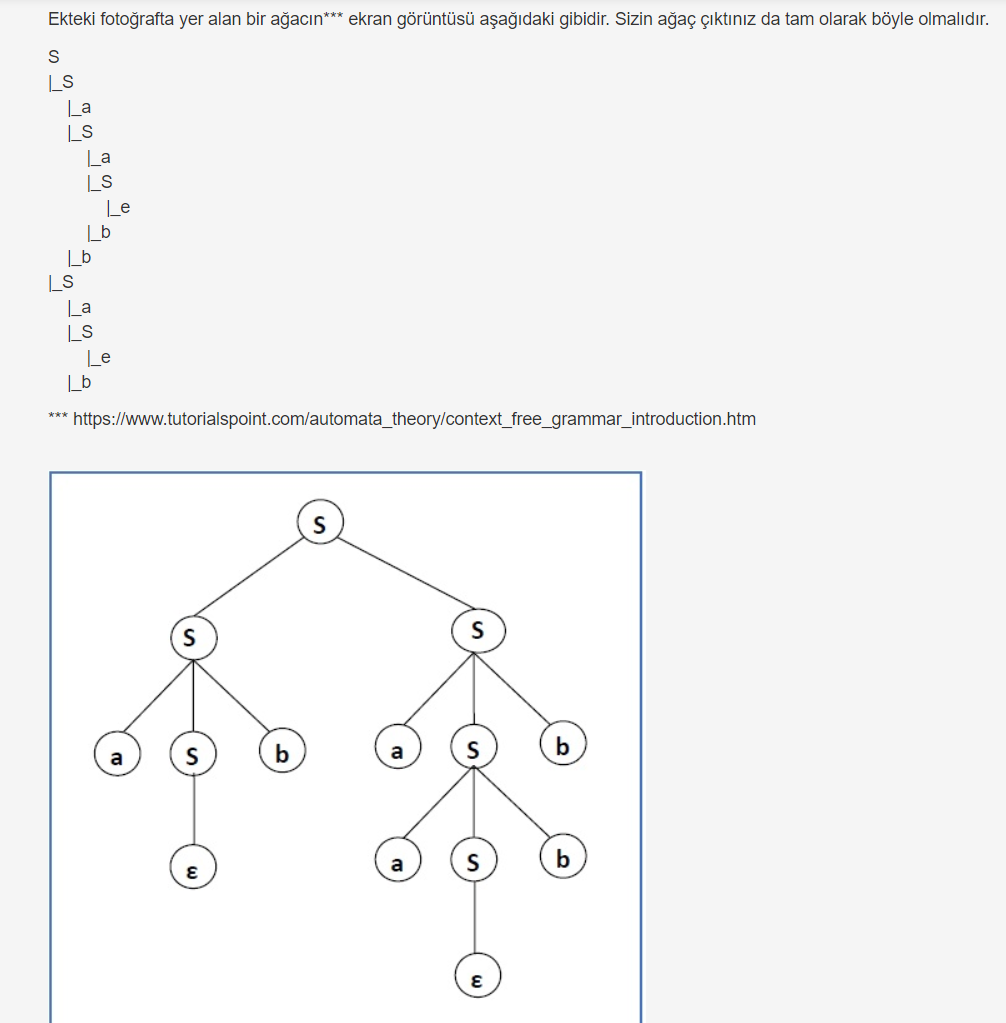 Ekteki fotoğrafta yer alan bir ağacın*** ekran görüntüsü aşağıdaki gibidir. Sizin ağaç çıktınız da tam olarak böyle olmalıdır.
S
|_S
|_a
|_S
|_a
|_S
|_e
|_b
|_b
|_S
|_a
|_S
|_e
|_b
*** https://www.tutorialspoint.com/automata_theory/context_free_grammar_introduction.htm
S
S S
a S b a S b
ε a S b
ε